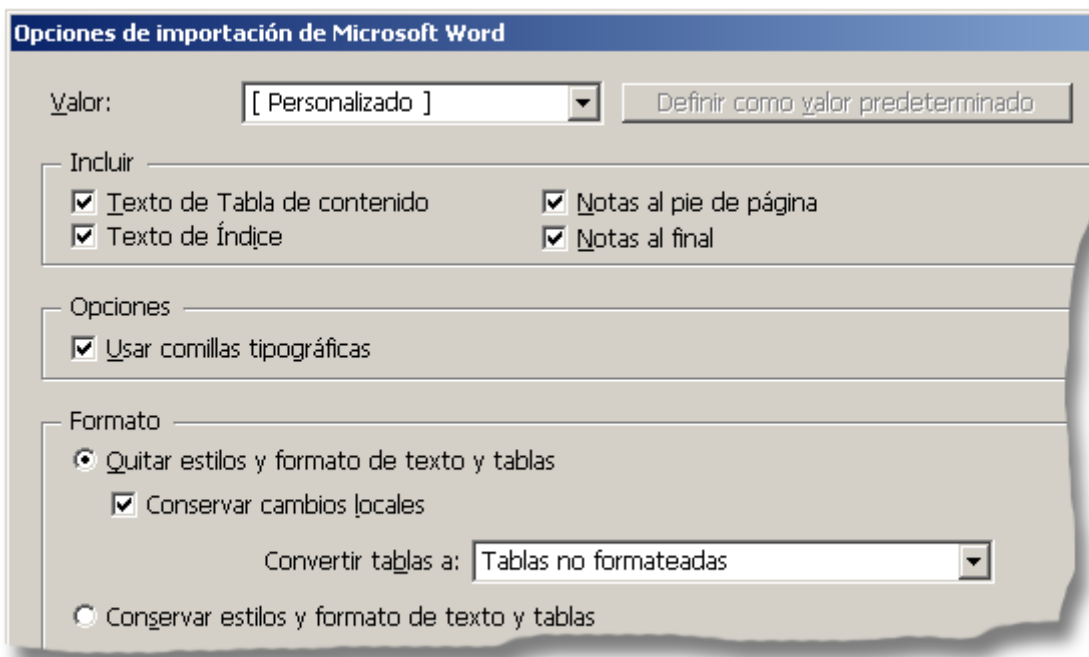 Opciones de importación de Microsoft Word
Valor: [ Personalizado ] Definir como valor predeterminado
Incluir
Texto de Tabla de contenido Notas al pie de página
Texto de Índice Notas al final
Opciones
Usar comillas tipográficas
Formato
Quitar estilos y formato de texto y tablas
Conservar cambios locales
Convertir tablas a: Tablas no formateadas
Conservar estilos y formato de texto y tablas